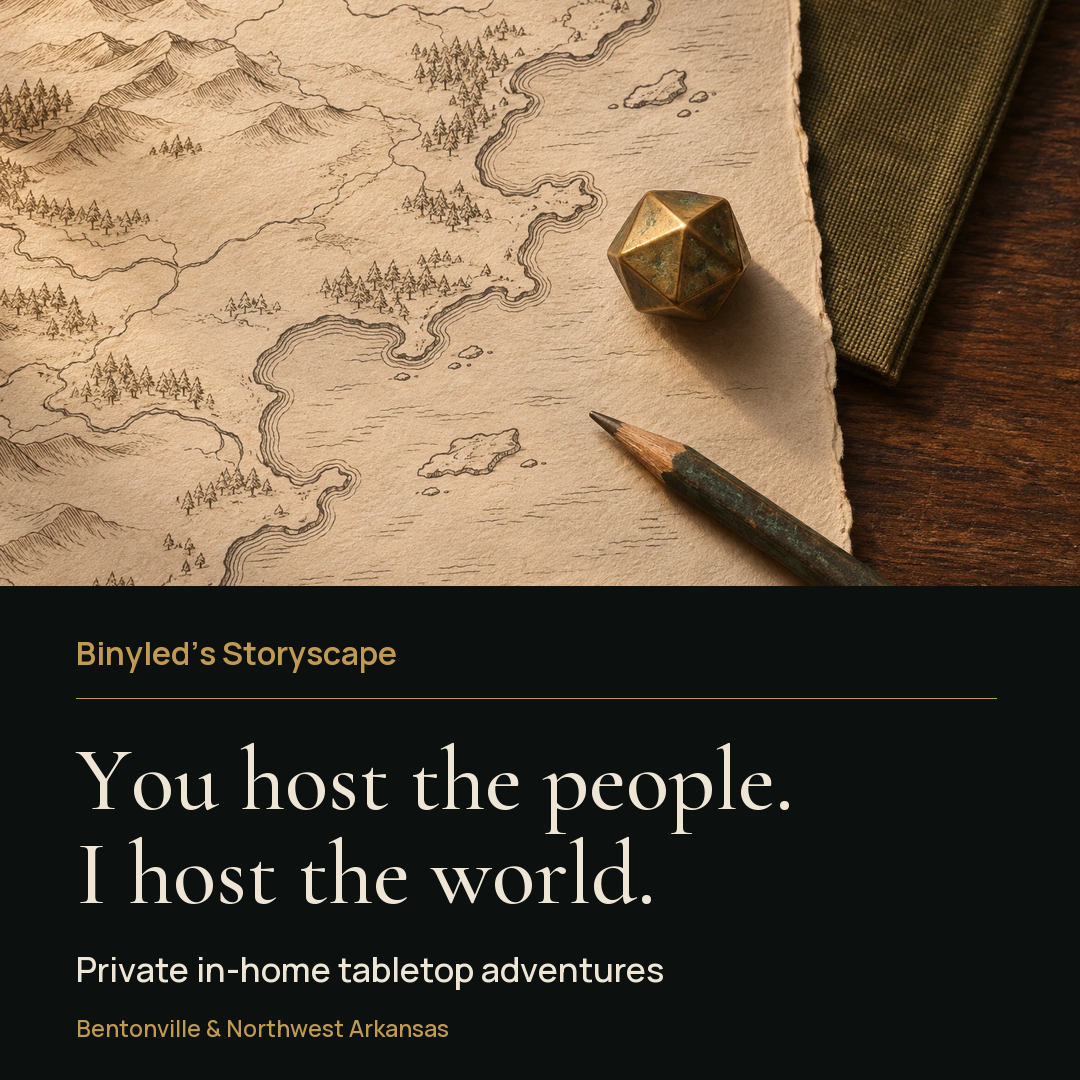 Binyled’s Storyscape
You host the people.
I host the world.
Private in-home tabletop adventures
Bentonville & Northwest Arkansas